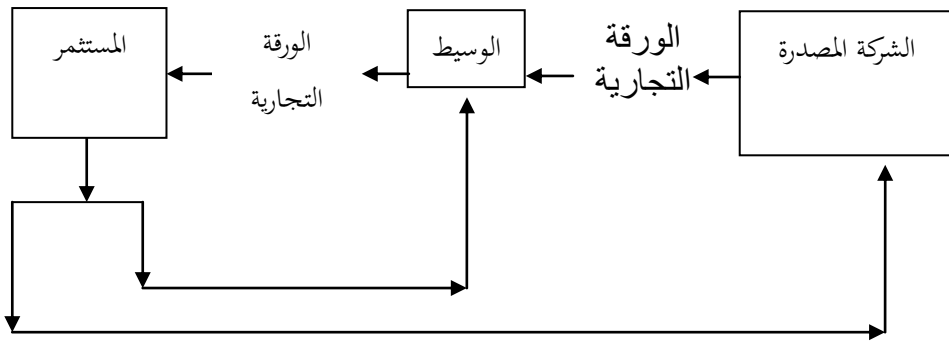 الشركة المصدرة
الورقة
التجارية
الوسيط
الورقة
التجارية
المستثمر